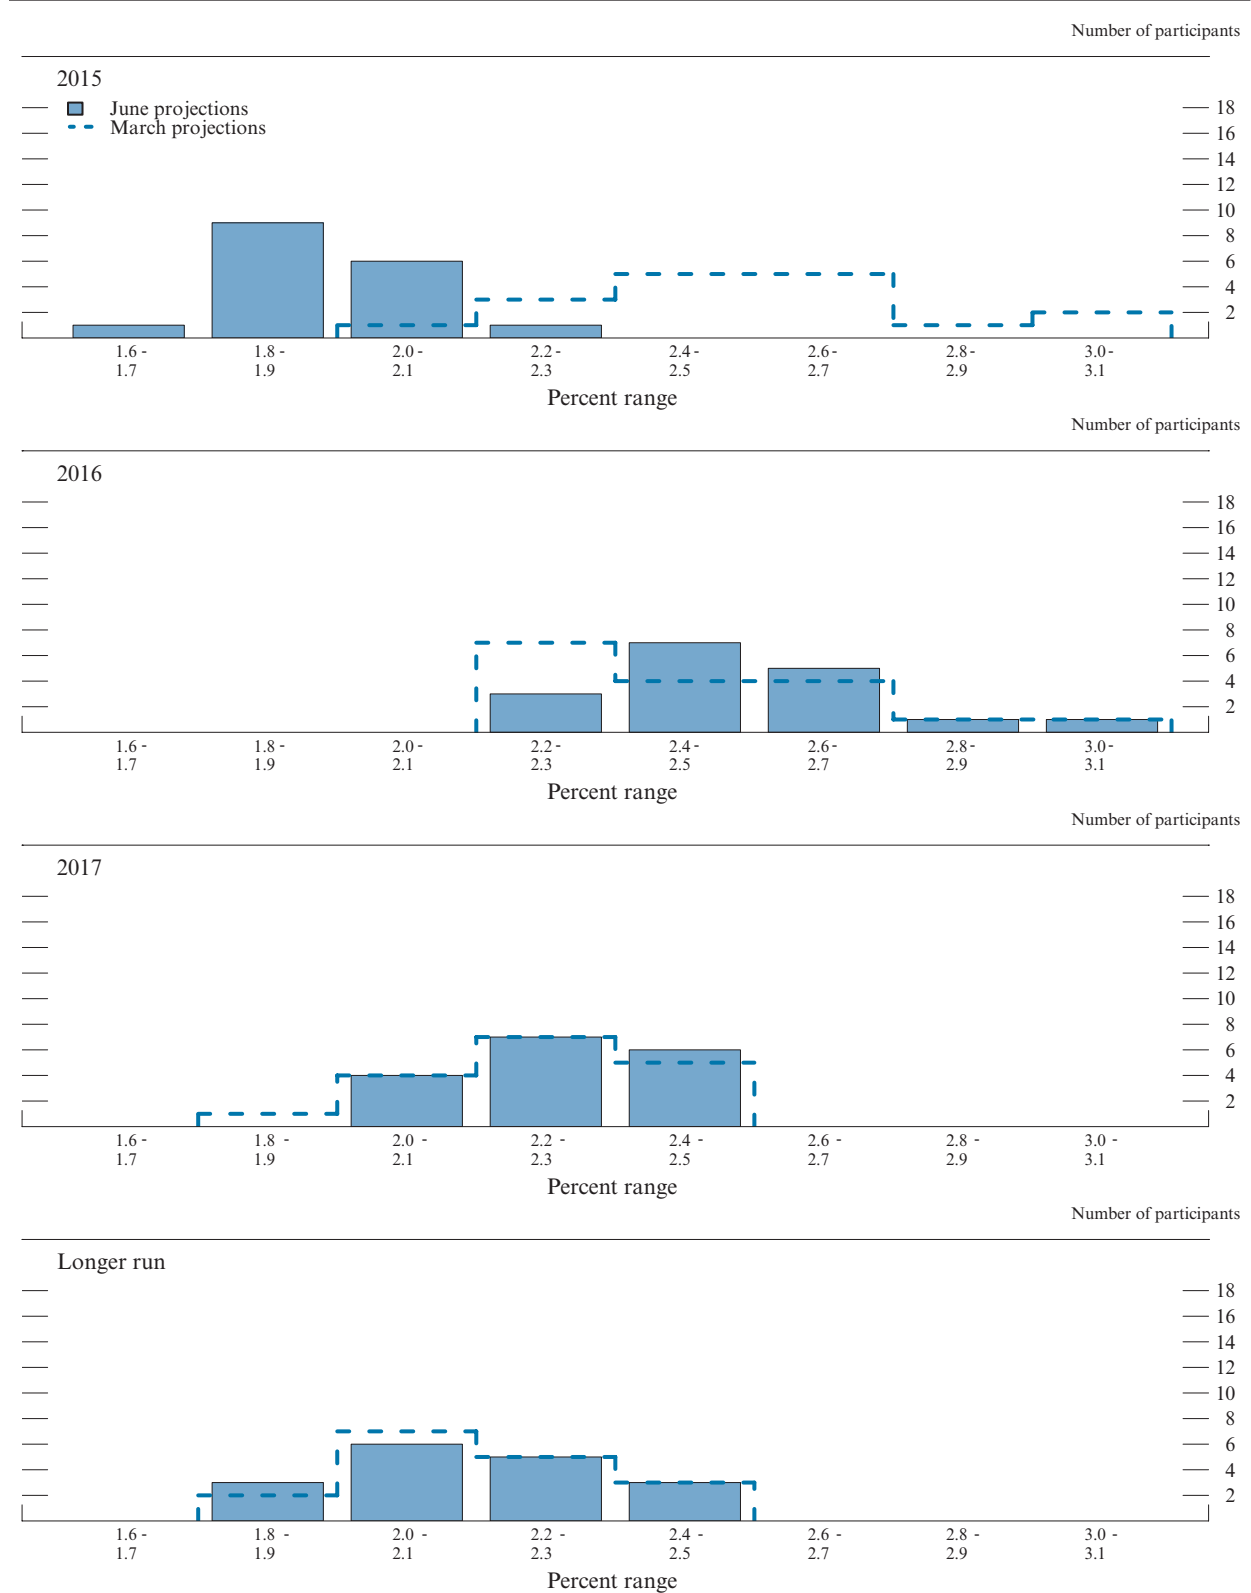 Number of participants
2015
June projections
March projections
18
16
14
12
10
8
6
4
2
1.6 - 1.8 - 2.0 - 2.2 - 2.4 - 2.6 - 2.8 - 3.0 -
1.7 1.9 2.1 2.3 2.5 2.7 2.9 3.1
Percent range
Number of participants
2016
18
16
14
12
10
8
6
4
2
1.6 - 1.8 - 2.0 - 2.2 - 2.4 - 2.6 - 2.8 - 3.0 -
1.7 1.9 2.1 2.3 2.5 2.7 2.9 3.1
Percent range
Number of participants
2017
18
16
14
12
10
8
6
4
2
1.6 - 1.8 - 2.0 - 2.2 - 2.4 - 2.6 - 2.8 - 3.0 -
1.7 1.9 2.1 2.3 2.5 2.7 2.9 3.1
Percent range
Number of participants
Longer run
18
16
14
12
10
8
6
4
2
1.6 - 1.8 - 2.0 - 2.2 - 2.4 - 2.6 - 2.8 - 3.0 -
1.7 1.9 2.1 2.3 2.5 2.7 2.9 3.1
Percent range